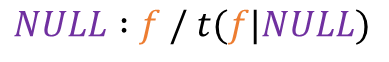 NULL : f / t(f|NULL)